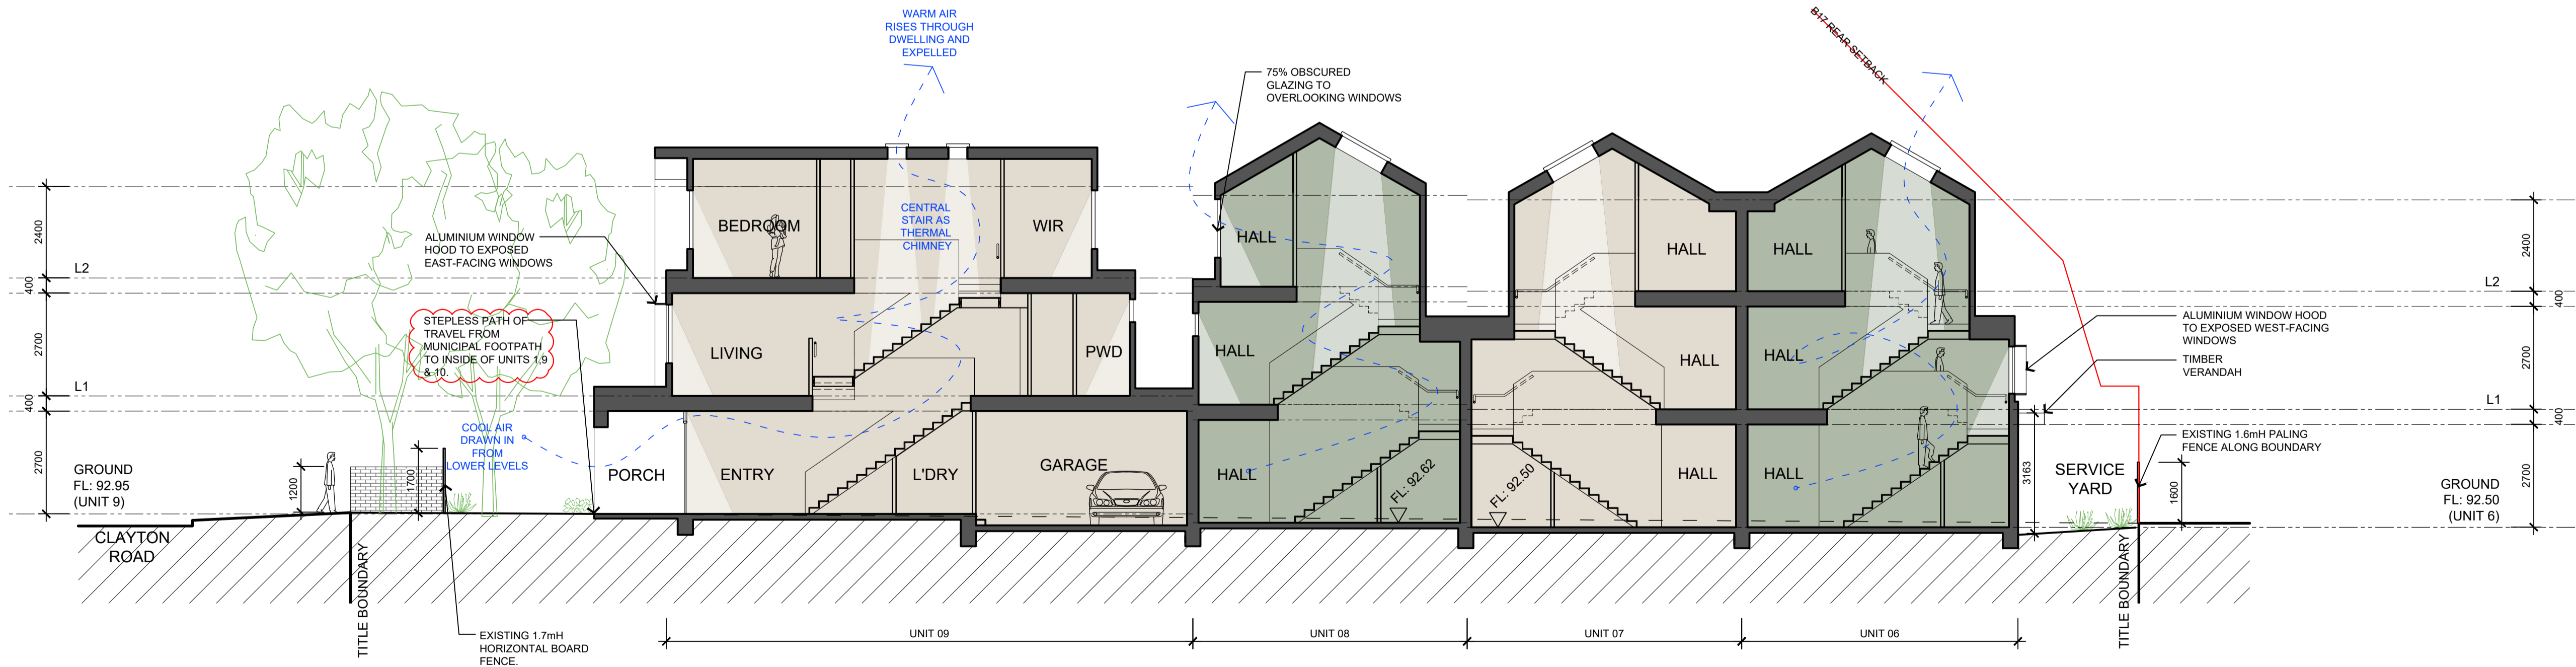 WARM AIR
RISES THROUGH
DWELLING AND
EXPELLED
75% OBSCURED
GLAZING TO
OVERLOOKING WINDOWS
B17 REAR SETBACK
BEDROOM
CENTRAL
STAIR AS
THERMAL
CHIMNEY
WIR
HALL
HALL
HALL
ALUMINIUM WINDOW
HOOD TO EXPOSED
EAST-FACING WINDOWS
2400
L2
400
2700
L1
400
2700
STEPLESS PATH OF
TRAVEL FROM
MUNICIPAL FOOTPATH
TO INSIDE OF UNITS 1,9
& 10.
LIVING
PWD
HALL
HALL
HALL
2400
L2
400
2700
L1
400
2700
ALUMINIUM WINDOW HOOD
TO EXPOSED WEST-FACING
WINDOWS
TIMBER
VERANDAH
COOL AIR
DRAWN IN
FROM
LOWER LEVELS
GROUND
FL: 92.95
(UNIT 9)
1200
1700
PORCH
ENTRY
L'DRY
GARAGE
HALL
FL: 92.62
FL: 92.50
HALL
HALL
3163
SERVICE
YARD
1600
EXISTING 1.6mH PALING
FENCE ALONG BOUNDARY
GROUND
FL: 92.50
(UNIT 6)
CLAYTON
ROAD
TITLE BOUNDARY
TITLE BOUNDARY
EXISTING 1.7mH
HORIZONTAL BOARD
FENCE.
UNIT 09
UNIT 08
UNIT 07
UNIT 06